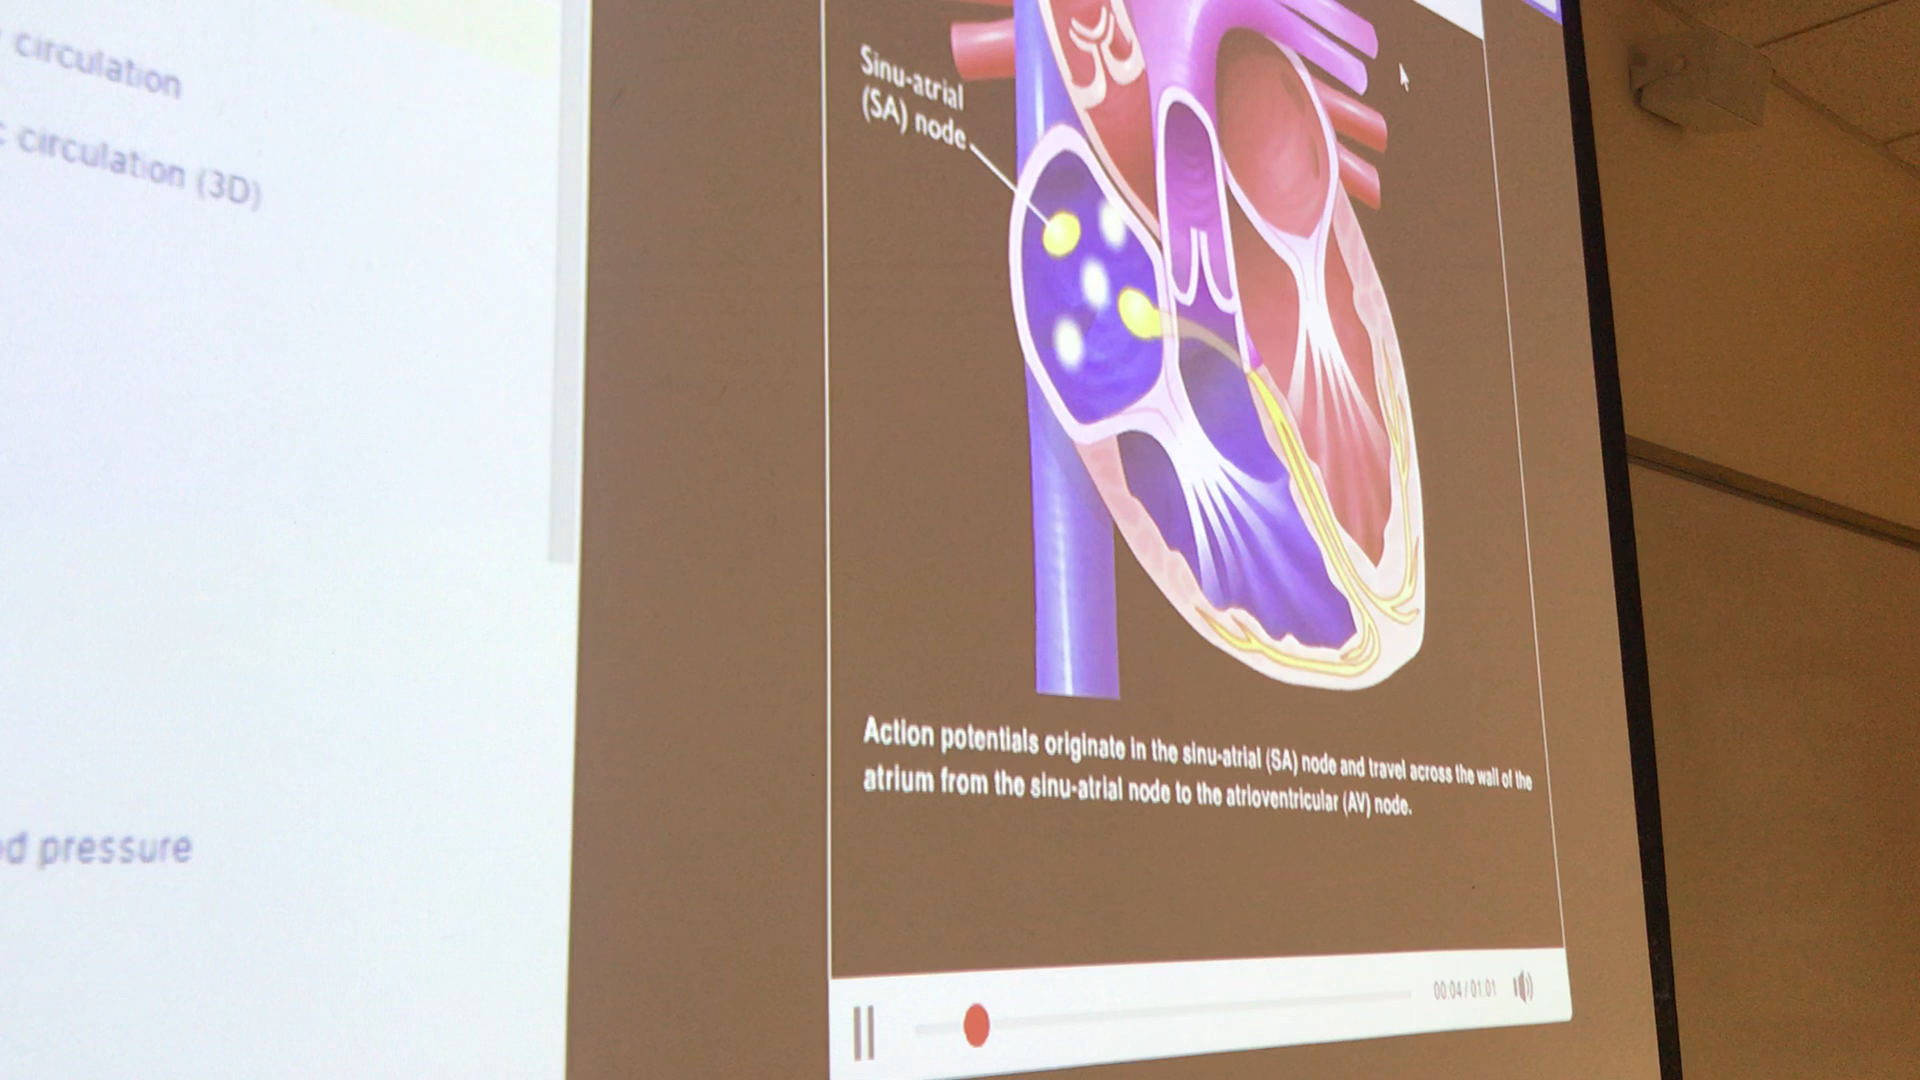 circulation
circulation (3D)
pressure
Sinu-atrial
(SA) node
Action potentials originate in the sinu-atrial (SA) node and travel across the wall of the
atrium from the sinu-atrial node to the atrioventricular (AV) node.
00:04 / 01:01